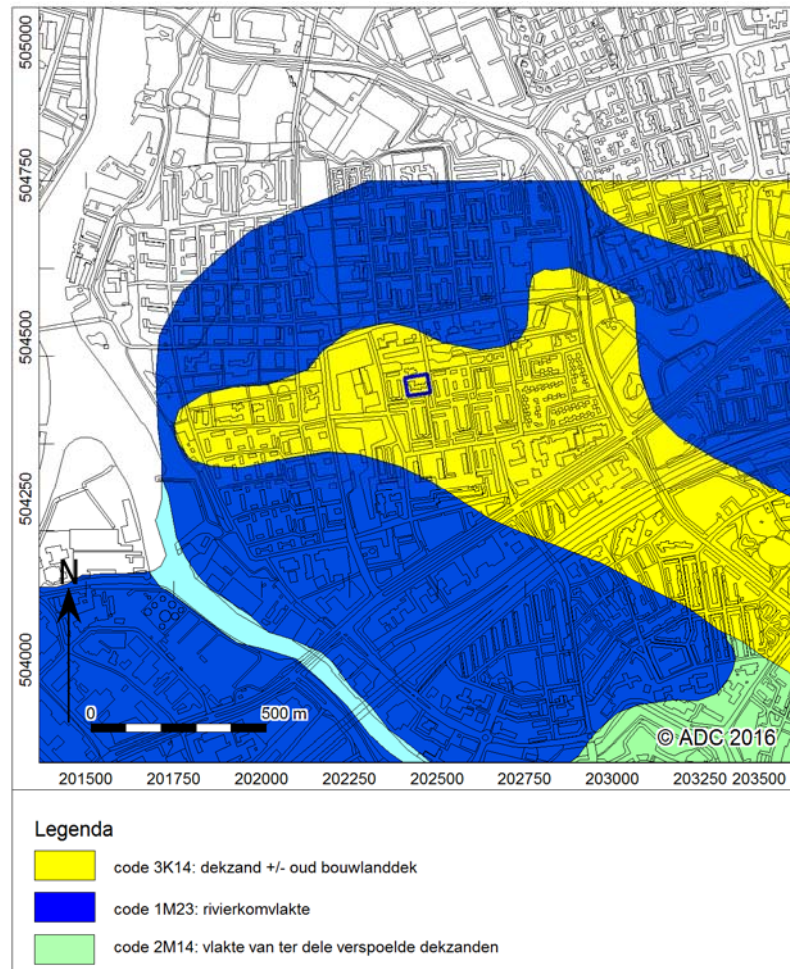 505000
504750
504500
504250
504000
N
0 500 m
© ADC 2016
201500 201750 202000 202250 202500 202750 203000 203250 203500
Legenda
code 3K14: dekzand +/- oud bouwlanddek
code 1M23: rivierkomvlakte
code 2M14: vlakte van ter dele verspoelde dekzanden